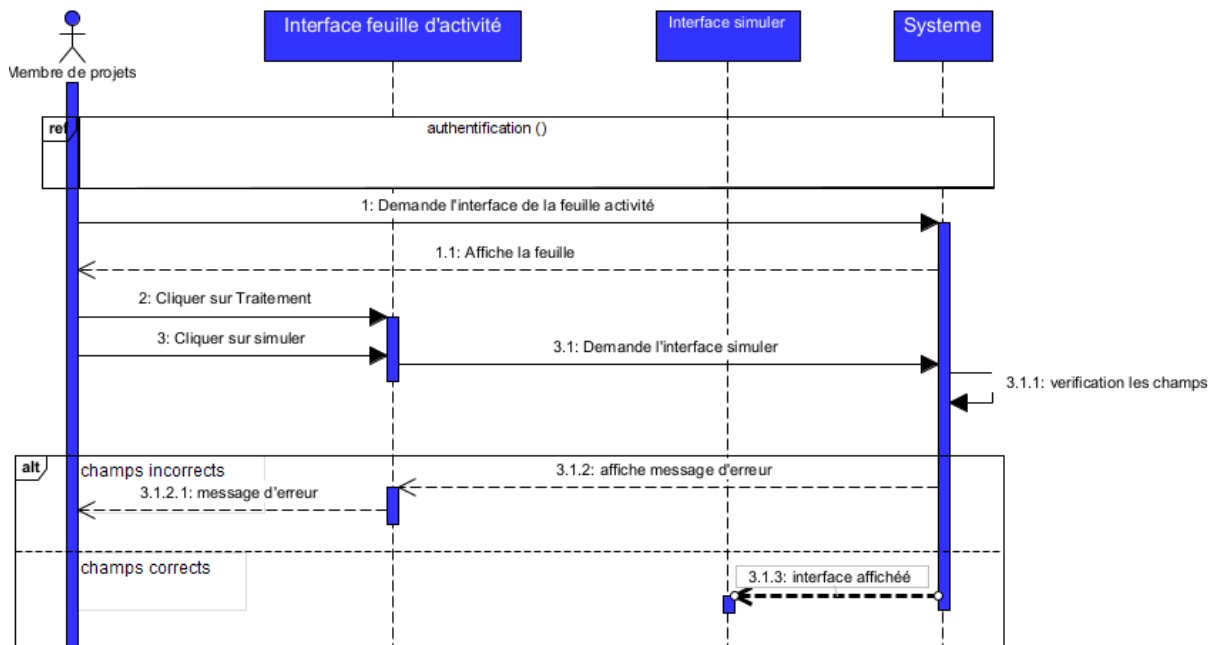 Interface feuille d'activité
Interface simuler
Systeme
Membre de projets
ref
authentification ()
1: Demande l'interface de la feuille activité
1.1: Affiche la feuille
2: Cliquer sur Traitement
3: Cliquer sur simuler
3.1: Demande l'interface simuler
3.1.1: verification les champs
alt
champs incorrects
3.1.2: affiche message d'erreur
3.1.2.1: message d'erreur
champs corrects
3.1.3: interface affichéé